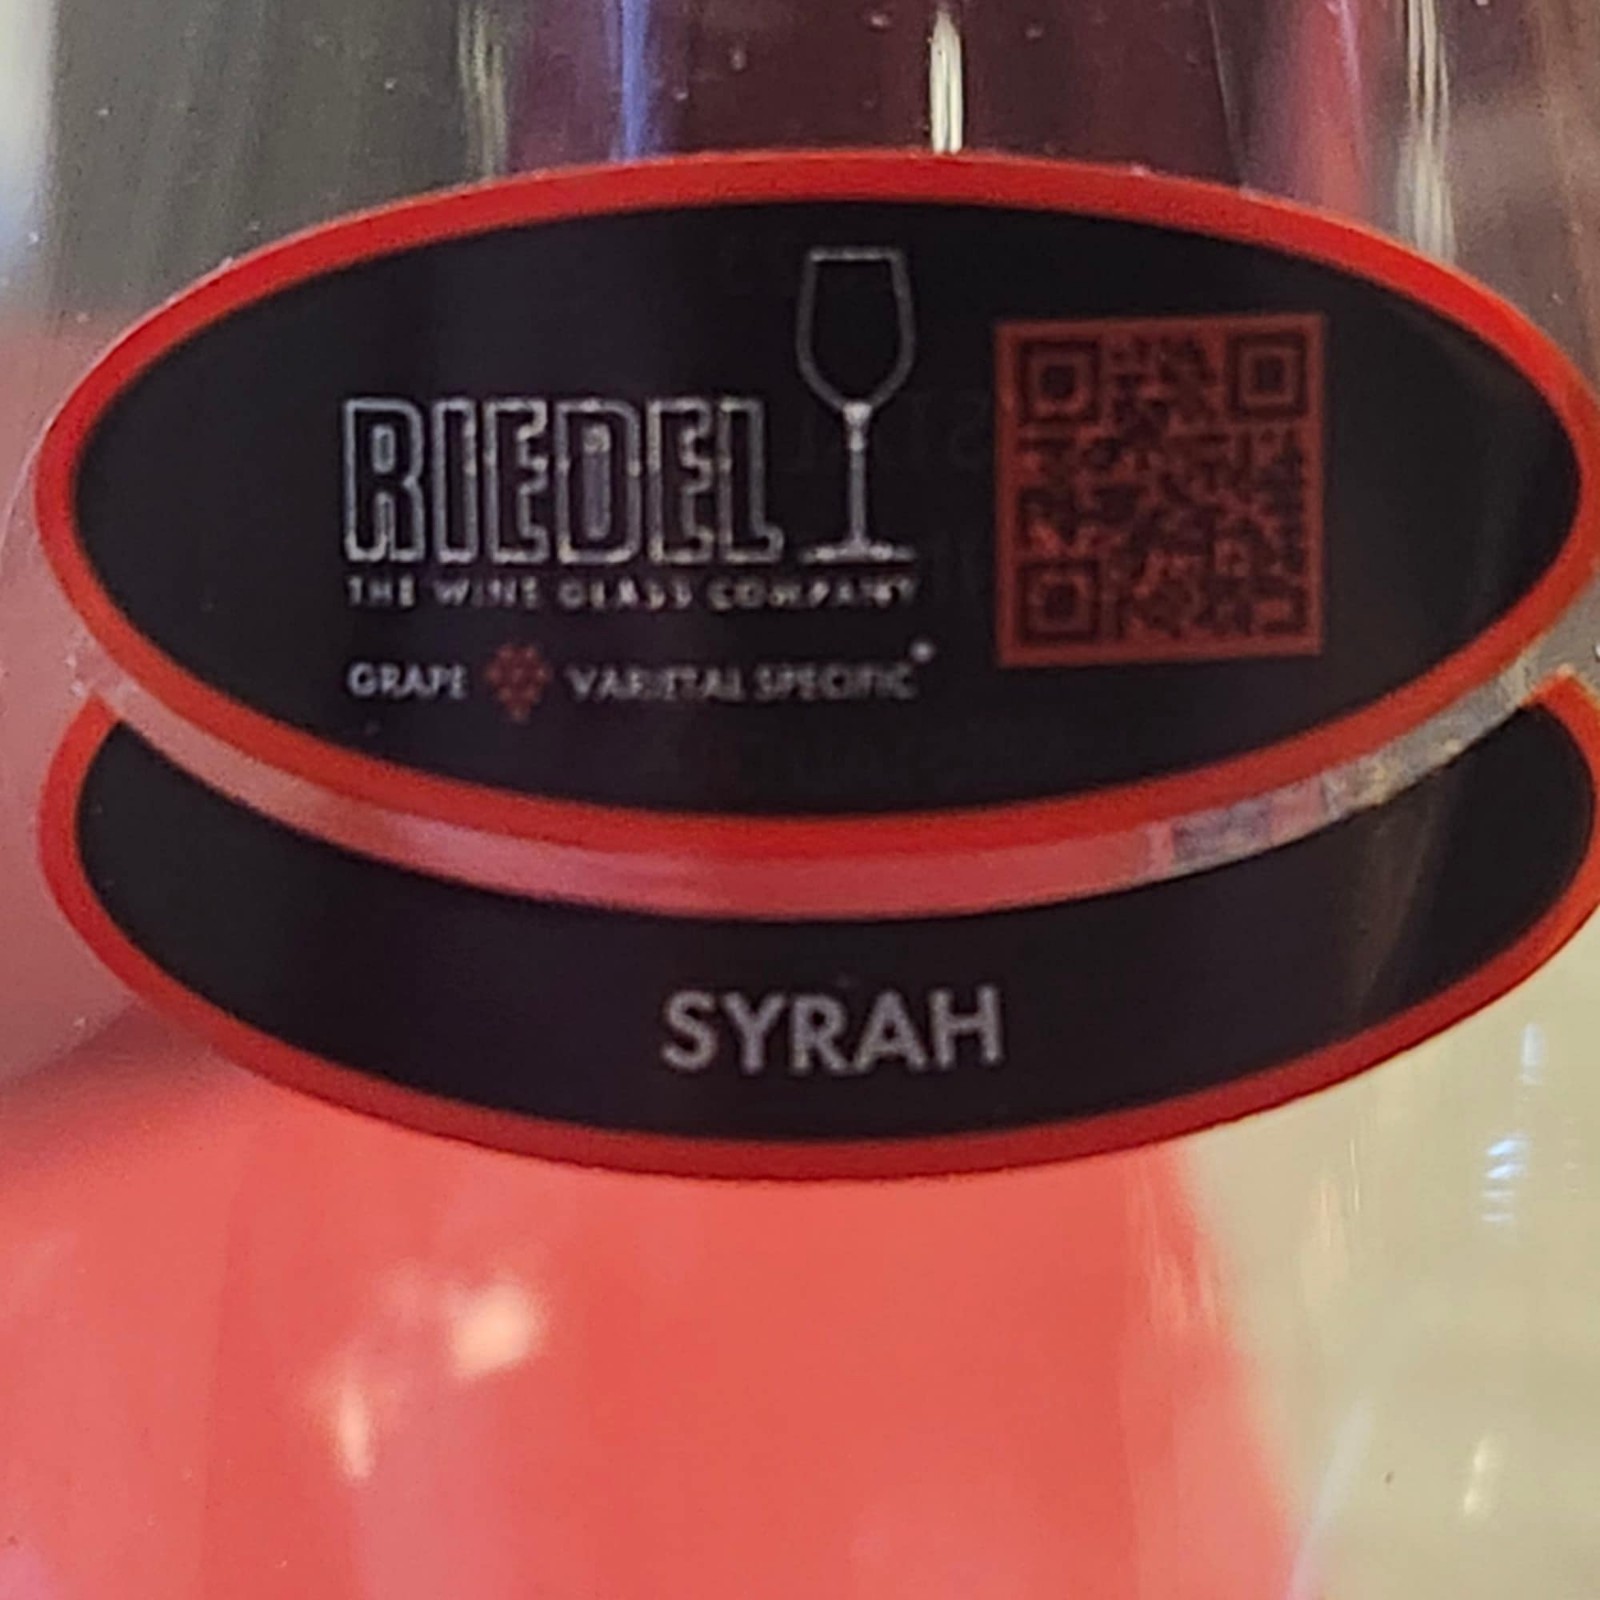 RIEDEL
THE WINE GLASS COMPANY
GRAPE VARIETAL SPECIFIC®
SYRAH